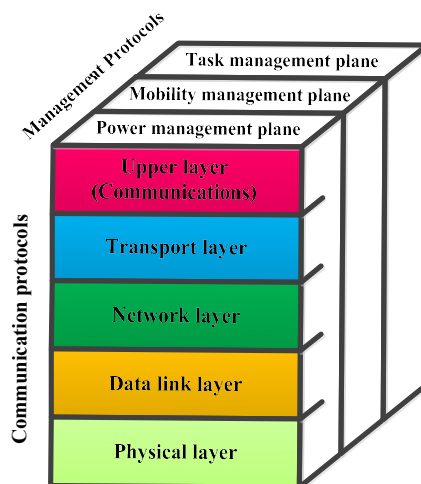 Management Protocols
Task management plane
Mobility management plane
Power management plane
Upper layer
(Communications)
Transport layer
Network layer
Data link layer
Physical layer
Communication protocols